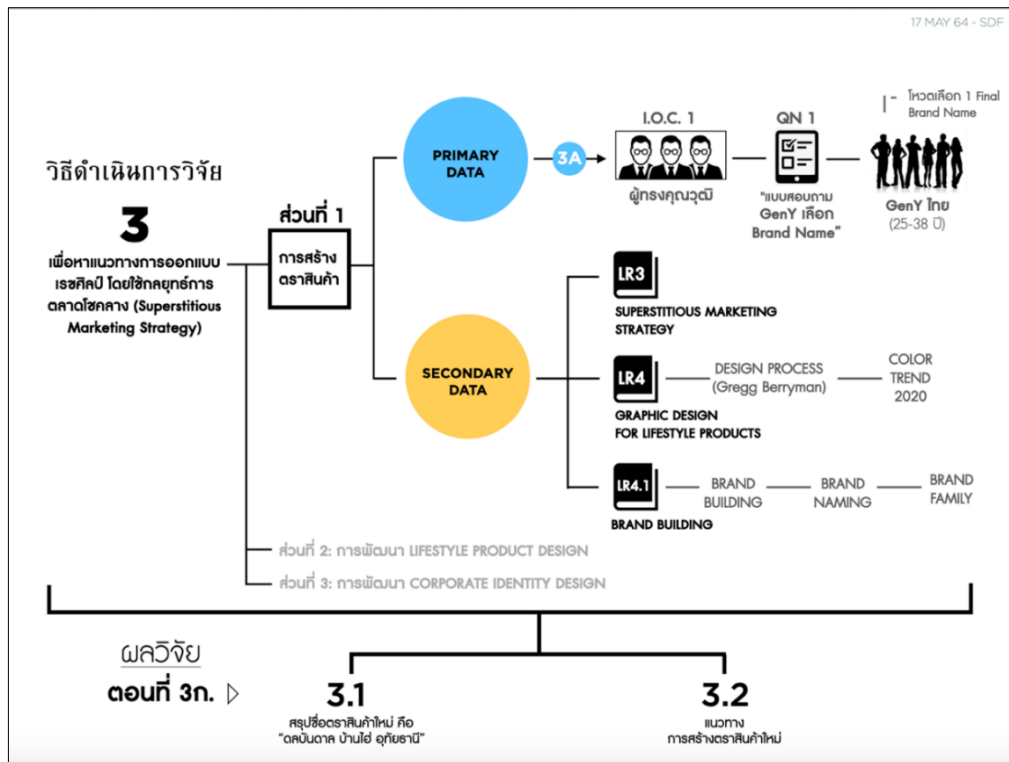 17 MAY 64 - SDF
วิธีดำเนินการวิจัย
3
เพื่อหาแนวทางการออกแบบ
เรขศิลป์ โดยใช้กลยุทธ์การ
ตลาดโชคลาง (Superstitious
Marketing Strategy)
ส่วนที่ 1
การสร้าง
ตราสินค้า
PRIMARY
DATA
3A
I.O.C. 1
ผู้ทรงคุณวุฒิ
QN 1
"แบบสอบถาม
GenY เลือก
Brand Name"
- โหวตเลือก 1 Final
Brand Name
GenY ไทย
(25-38 ปี)
SECONDARY
DATA
LR3
SUPERSTITIOUS MARKETING
STRATEGY
LR4
GRAPHIC DESIGN
FOR LIFESTYLE PRODUCTS
DESIGN PROCESS
(Gregg Berryman)
COLOR
TREND
2020
LR4.1
BRAND BUILDING
BRAND
BUILDING
BRAND
NAMING
BRAND
FAMILY
ส่วนที่ 2: การพัฒนา LIFESTYLE PRODUCT DESIGN
ส่วนที่ 3: การพัฒนา CORPORATE IDENTITY DESIGN
ผลวิจัย
ตอนที่ 3ก.
3.1
สรุปชื่อตราสินค้าใหม่ คือ
"ดลบันดาล บ้านไฮ่ อุทัยธานี"
3.2
แนวทาง
การสร้างตราสินค้าใหม่